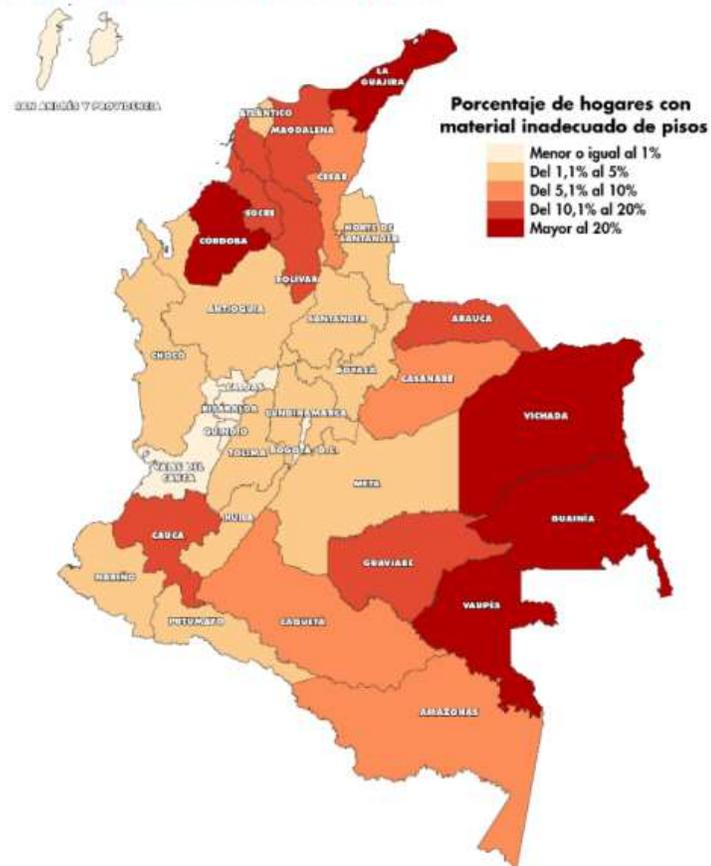 SAN ANDRÉS Y PROVIDENCIA
LA
GUAJIRA
Porcentaje de hogares con
material inadecuado de pisos
Menor o igual al 1%
Del 1,1% al 5%
Del 5,1% al 10%
Del 10,1% al 20%
Mayor al 20%
ATLÁNTICO
MAGDALENA
CESAR
SUCRE
NORTE DE
SANTANDER
CÓRDOBA
BOLÍVAR
ANTIOQUIA
SANTANDER
ARAUCA
CHOCÓ
BOYACÁ
CASANARE
CALDAS
RISARALDA
CUNDINAMARCA
VICHADA
QUINDÍO
TOLIMA
BOGOTÁ, D.C.
VALLE DEL
CAUCA
META
GUAINÍA
HUILA
CAUCA
GUAVIARE
NARIÑO
VAUPÉS
PUTUMAYO
CAQUETÁ
AMAZONAS